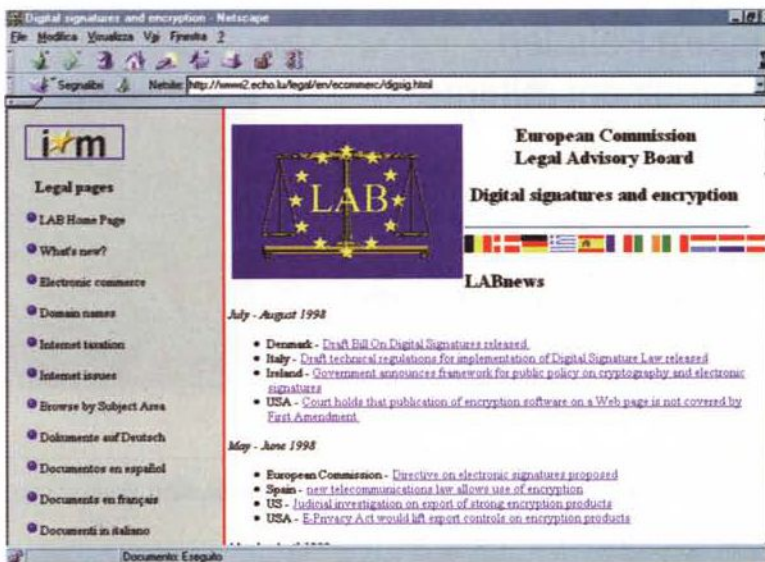 Digital signatures and encryption - Netscape
File Modifica Visualizza Vai Finestra ?
Segnalibri Netsite: http://www2.echo.lu/legal/en/ecommerc/digsig.html
i m
Legal pages
LAB Home Page
What's new?
Electronic commerce
Domain names
Internet taxation
Internet issues
Browse by Subject Area
Dokumente auf Deutsch
Documentos en español
Documents en français
Documenti in italiano
LAB
European Commission
Legal Advisory Board
Digital signatures and encryption
LABnews
July - August 1998
Denmark - Draft Bill On Digital Signatures released
Italy - Draft technical regulations for implementation of Digital Signature Law released
Ireland - Government announces framework for public policy on cryptography and electronic
signatures
USA - Court holds that publication of encryption software on a Web page is not covered by
First Amendment
May - June 1998
European Commission - Directive on electronic signatures proposed
Spain - new telecommunications law allows use of encryption
US - Judicial investigation on export of strong encryption products
USA - E-Privacy Act would lift export controls on encryption products
Documento: Eseguito